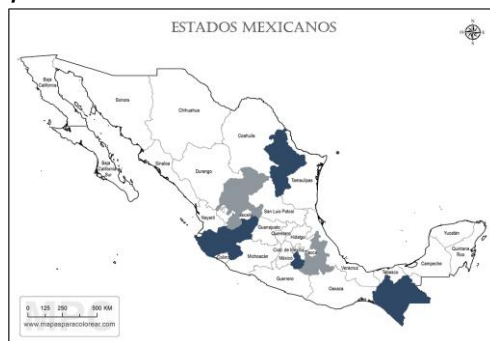 ESTADOS MEXICANOS
Baja
California
Sonora
Chihuahua
Coahuila
Baja
California
Sur
Sinaloa
Durango
Tamaulipas
San Luis Potosí
Nayarit
Guanajuato
Querétaro
Hidalgo
Michoacán
México
Guerrero
Veracruz
Oaxaca
Tabasco
Campeche
Yucatán
Quintana
Roo
0 125 250 500 KM
www.mapasparacolorear.com